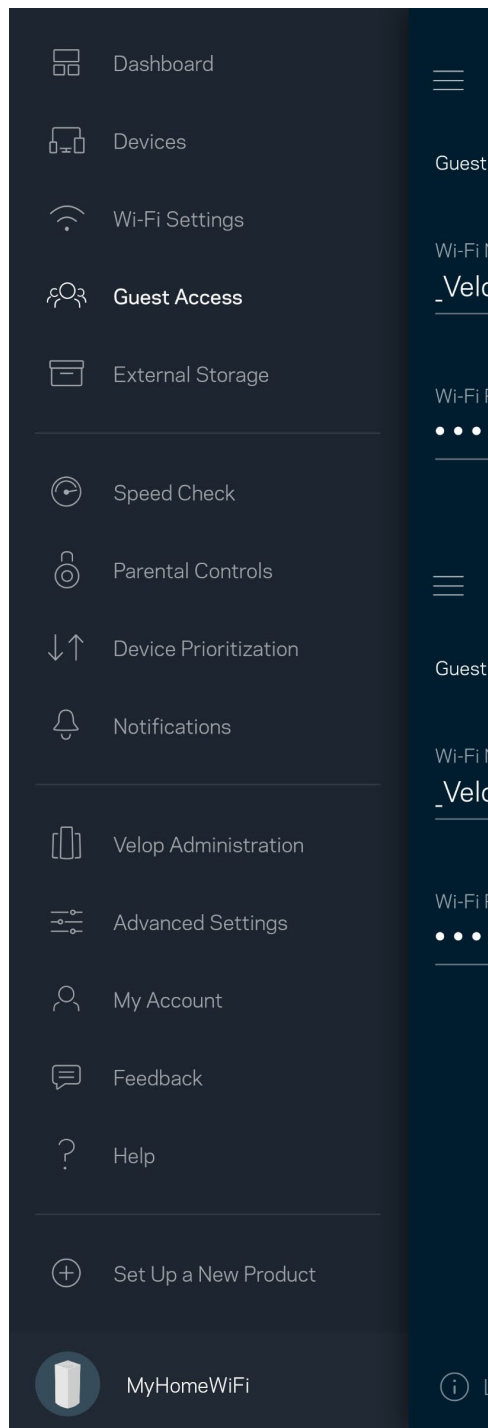 Dashboard
Devices
Wi-Fi Settings
Guest Access
External Storage
Speed Check
Parental Controls
Device Prioritization
Notifications
Velop Administration
Advanced Settings
My Account
Feedback
Help
Set Up a New Product
MyHomeWiFi
Guest
Wi-Fi
_Velo
Wi-Fi
Guest
Wi-Fi
_Velo
Wi-Fi